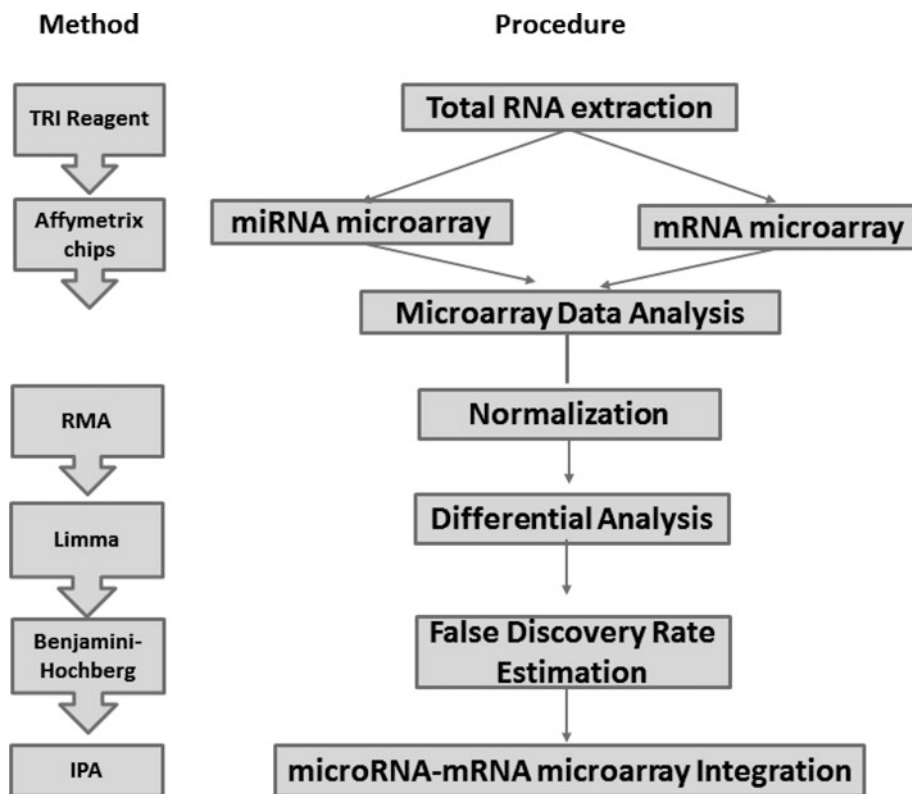 Method
Procedure
TRI Reagent
Total RNA extraction
Affymetrix
chips
miRNA microarray
mRNA microarray
Microarray Data Analysis
RMA
Normalization
Limma
Differential Analysis
Benjamini-
Hochberg
False Discovery Rate
Estimation
IPA
microRNA-mRNA microarray Integration